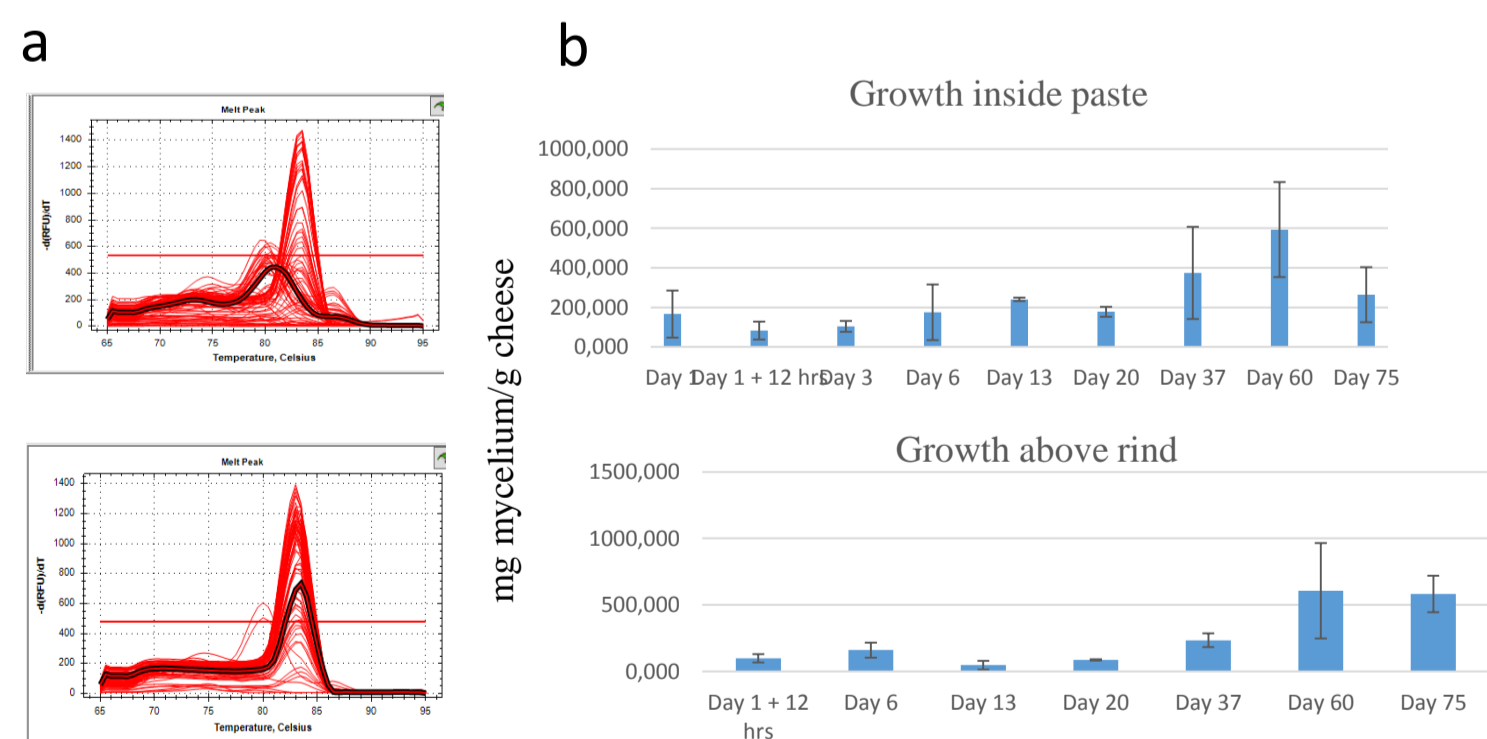 a
Melt Peak
1400
1200
1000
800
600
400
200
0
-d(RFU)/dT
65 70 75 80 85 90 95
Temperature, Celsius
Melt Peak
1400
1200
1000
800
600
400
200
0
-d(RFU)/dT
65 70 75 80 85 90 95
Temperature, Celsius
b
mg mycelium/g cheese
Growth inside paste
1000,000
800,000
600,000
400,000
200,000
0,000
Day 1 Day 1 + 12 hrs Day 3 Day 6 Day 13 Day 20 Day 37 Day 60 Day 75
Growth above rind
1500,000
1000,000
500,000
0,000
Day 1 + 12 Day 6 Day 13 Day 20 Day 37 Day 60 Day 75
hrs